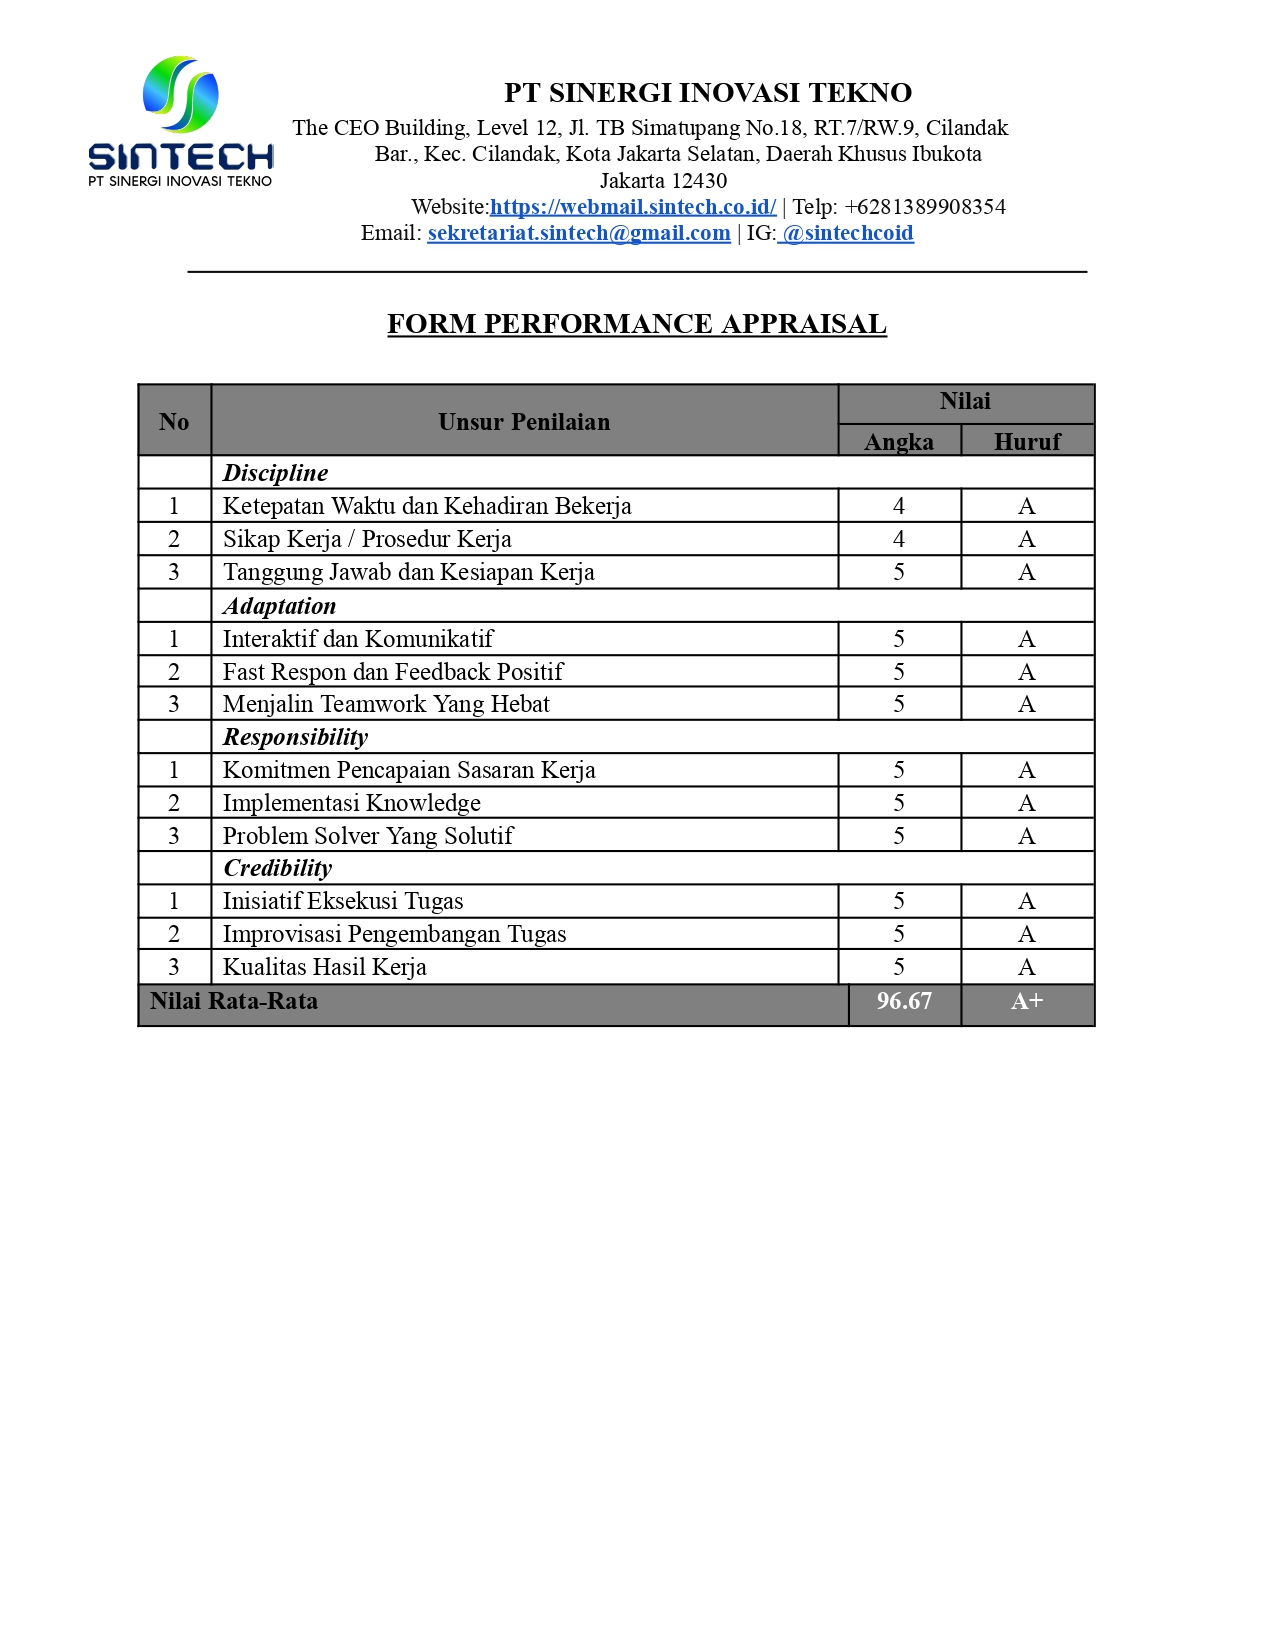 SINTECH
PT SINERGI INOVASI TEKNO
PT SINERGI INOVASI TEKNO
The CEO Building, Level 12, Jl. TB Simatupang No.18, RT.7/RW.9, Cilandak
Bar., Kec. Cilandak, Kota Jakarta Selatan, Daerah Khusus Ibukota
Jakarta 12430
Website:https://webmail.sintech.co.id/ | Telp: +6281389908354
Email: sekretariat.sintech@gmail.com | IG: @sintechcoid
FORM PERFORMANCE APPRAISAL
No Unsur Penilaian Nilai
Angka Huruf
Discipline
1 Ketepatan Waktu dan Kehadiran Bekerja 4 A
2 Sikap Kerja / Prosedur Kerja 4 A
3 Tanggung Jawab dan Kesiapan Kerja 5 A
Adaptation
1 Interaktif dan Komunikatif 5 A
2 Fast Respon dan Feedback Positif 5 A
3 Menjalin Teamwork Yang Hebat 5 A
Responsibility
1 Komitmen Pencapaian Sasaran Kerja 5 A
2 Implementasi Knowledge 5 A
3 Problem Solver Yang Solutif 5 A
Credibility
1 Inisiatif Eksekusi Tugas 5 A
2 Improvisasi Pengembangan Tugas 5 A
3 Kualitas Hasil Kerja 5 A
Nilai Rata-Rata 96.67 A+